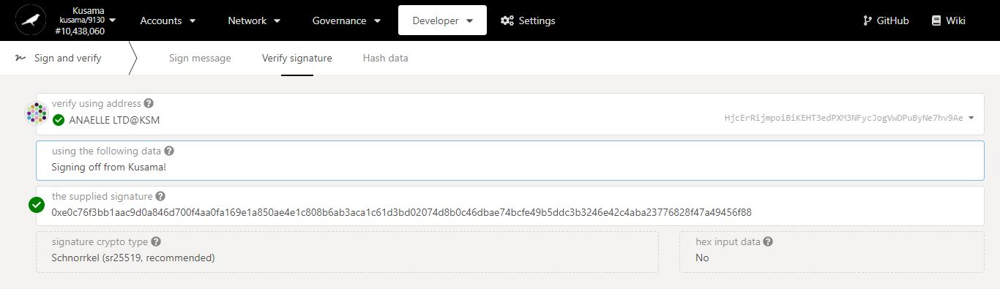 Kusama
kusama/9130
#10,438,060
Accounts
Network
Governance
Developer
Settings
GitHub
Wiki
Sign and verify
Sign message
Verify signature
Hash data
verify using address
ANAELLE LTD@KSM
HjcErRijmpoiBiKEHT3edPXM3NFycJogVwDPuByNe7hv9Ae
using the following data
Signing off from Kusama!
the supplied signature
0xe0c76f3bb1aac9d0a846d700f4aa0fa169e1a850ae4e1c808b6ab3aca1c61d3bd02074d8b0c46dbae74bcfe49b5ddc3b3246e42c4aba23776828f47a49456f88
signature crypto type
Schnorrkel (sr25519, recommended)
hex input data
No